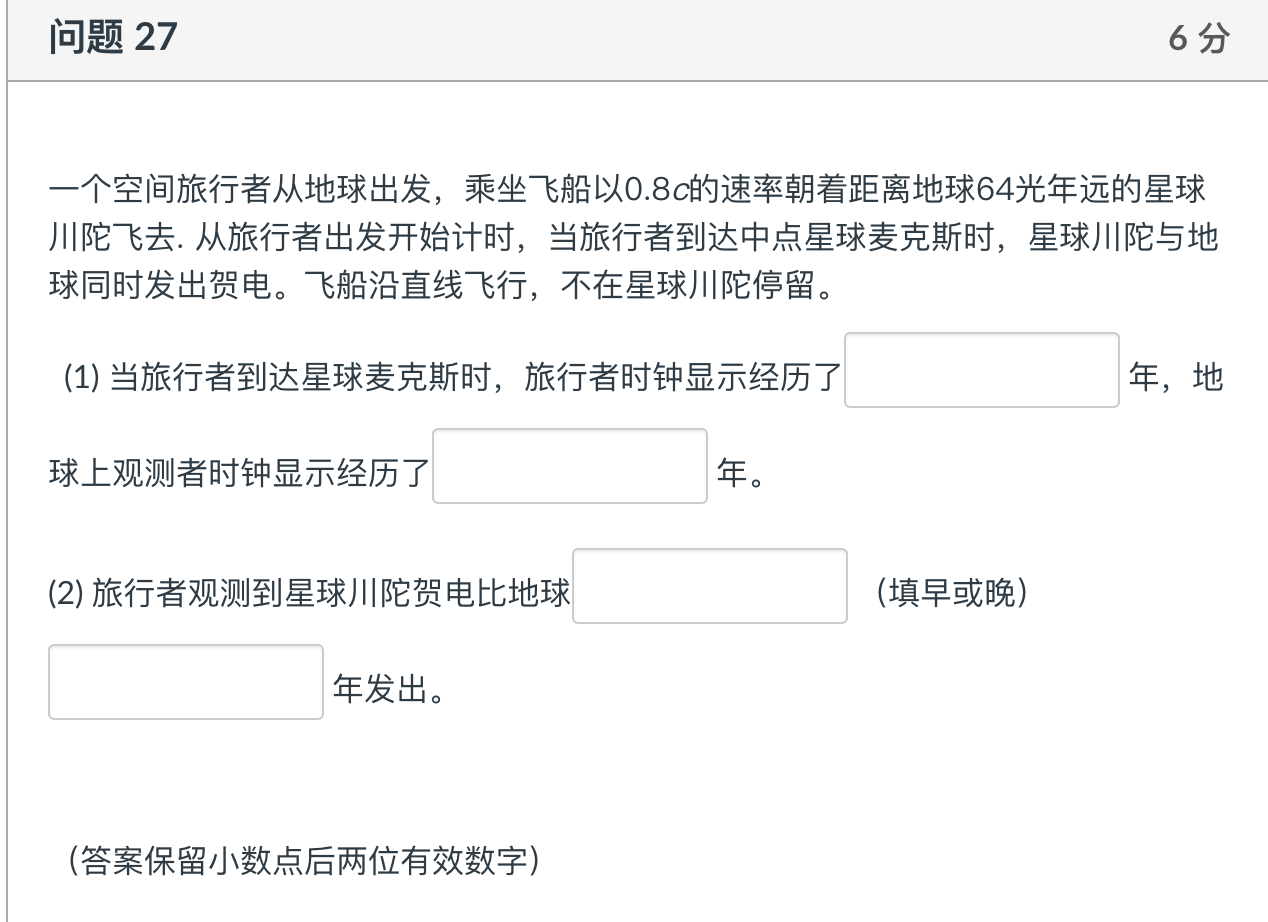 问题 27
6 分
一个空间旅行者从地球出发，乘坐飞船以0.8c的速率朝着距离地球64光年远的星球
川陀飞去. 从旅行者出发开始计时，当旅行者到达中点星球麦克斯时，星球川陀与地
球同时发出贺电。飞船沿直线飞行，不在星球川陀停留。
(1) 当旅行者到达星球麦克斯时，旅行者时钟显示经历了 年，地
球上观测者时钟显示经历了 年。
(2) 旅行者观测到星球川陀贺电比地球 （填早或晚）
年发出。
（答案保留小数点后两位有效数字）